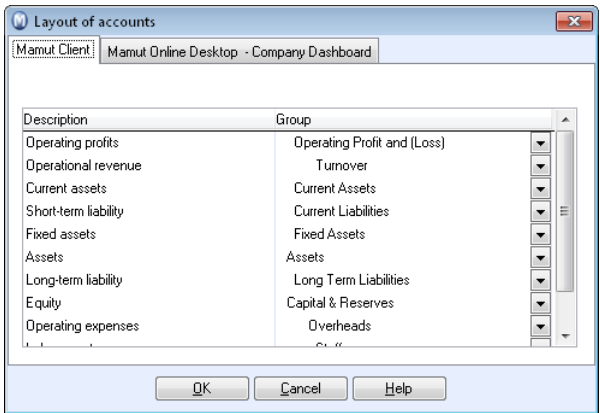 Layout of accounts
Mamut Client Mamut Online Desktop - Company Dashboard
Description Group
Operating profits Operating Profit and (Loss)
Operational revenue Turnover
Current assets Current Assets
Short-term liability Current Liabilities
Fixed assets Fixed Assets
Assets Assets
Long-term liability Long Term Liabilities
Equity Capital & Reserves
Operating expenses Overheads
OK Cancel Help